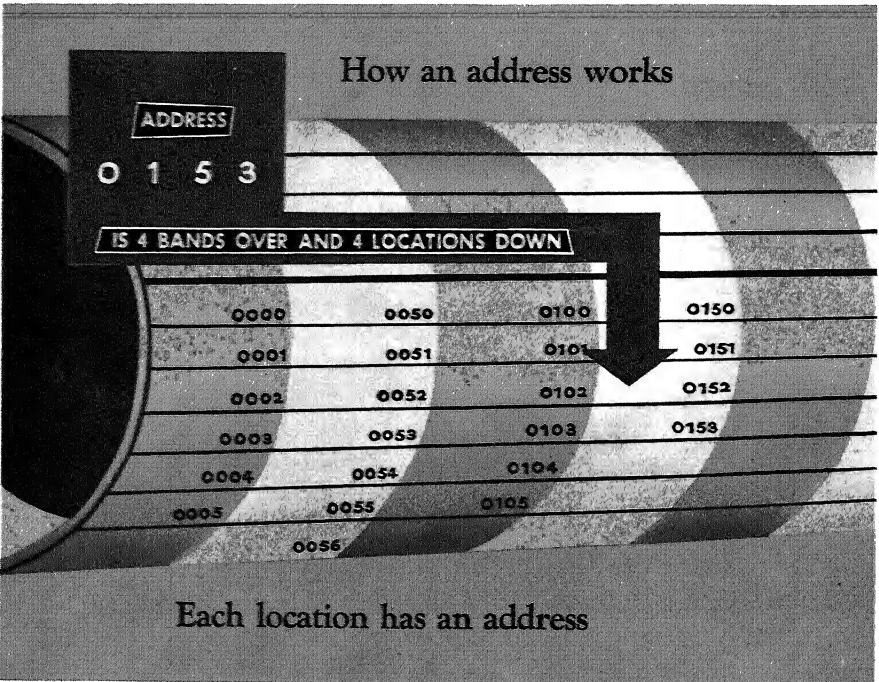 How an address works
ADDRESS
0 1 5 3
IS 4 BANDS OVER AND 4 LOCATIONS DOWN
0000 0050 0100 0150
0001 0051 0101 0151
0002 0052 0102 0152
0003 0053 0103 0153
0004 0054 0104
0005 0055 0105
0056
Each location has an address